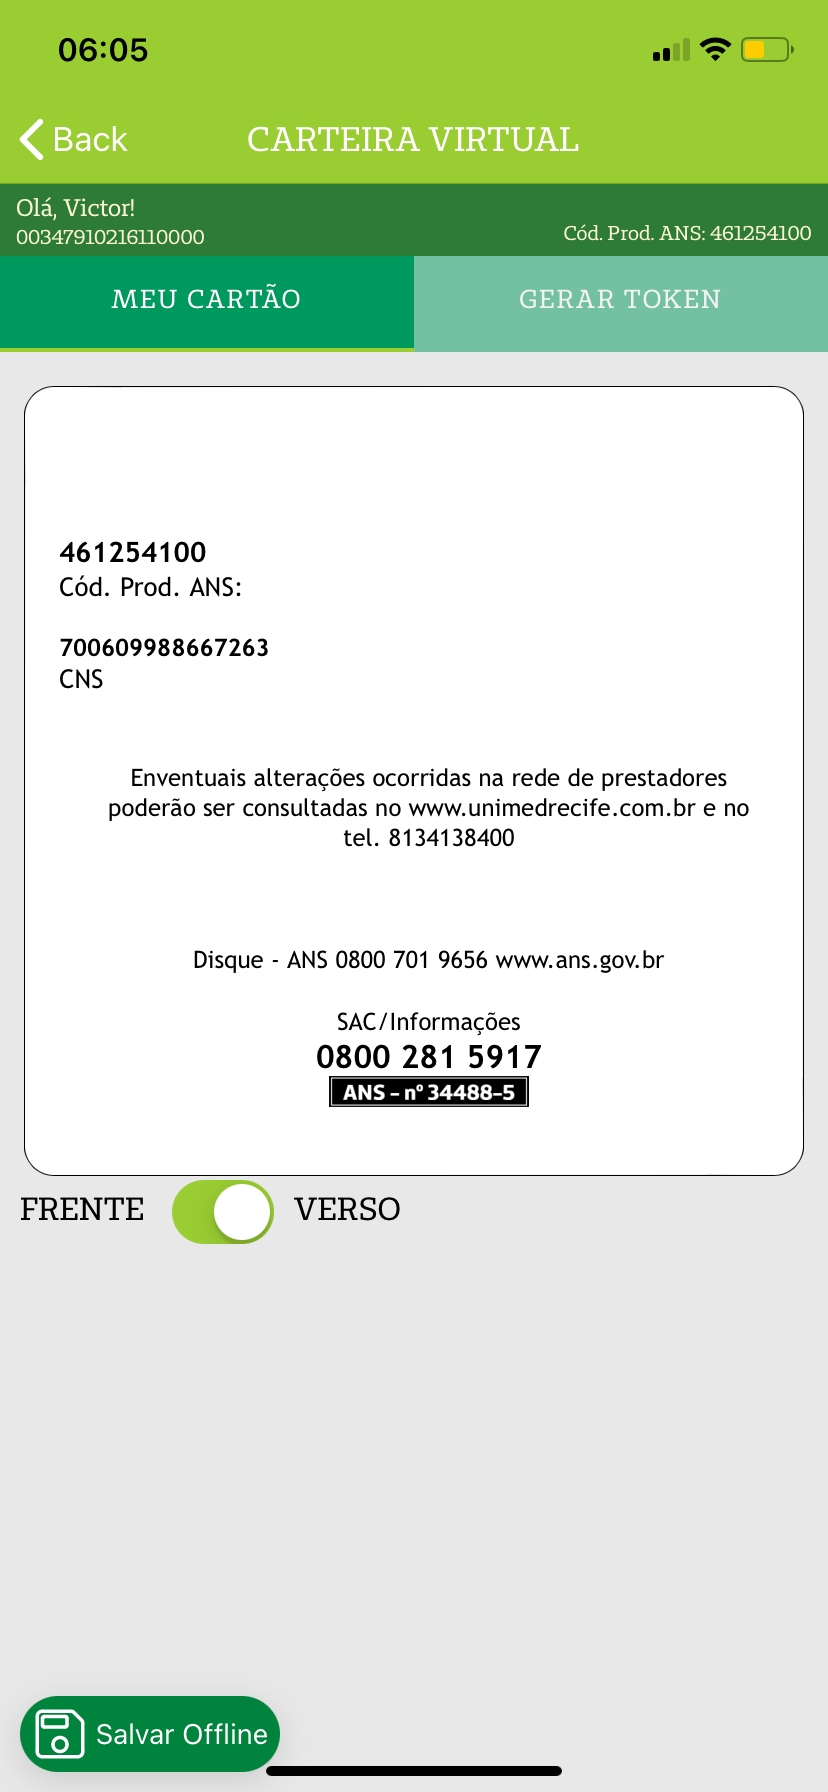 06:05
Back
CARTEIRA VIRTUAL
Olá, Victor!
00347910216110000
Cód. Prod. ANS: 461254100
MEU CARTÃO
GERAR TOKEN
461254100
Cód. Prod. ANS:
700609988667263
CNS
Enventuais alterações ocorridas na rede de prestadores
poderão ser consultadas no www.unimedrecife.com.br e no
tel. 8134138400
Disque - ANS 0800 701 9656 www.ans.gov.br
SAC/Informações
0800 281 5917
ANS – nº 34488-5
FRENTE
VERSO
Salvar Offline